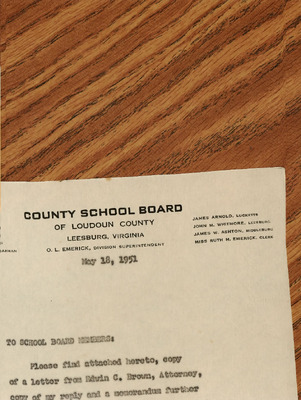 COUNTY SCHOOL BOARD
OF LOUDOUN COUNTY
LEESBURG, VIRGINIA
O. L. EMERICK, DIVISION SUPERINTENDENT
JAMES ARNOLD, LUCKETTS
JOHN M. WHITMORE, LEESBURG
JAMES W. ASHTON, MIDDLEBURG
MISS RUTH M. EMERICK, CLERK
May 18, 1951
TO SCHOOL BOARD MEMBERS:
Please find attached hereto, copy
of a letter from Edwin C. Brown, Attorney,
copy of my reply and a memorandum further